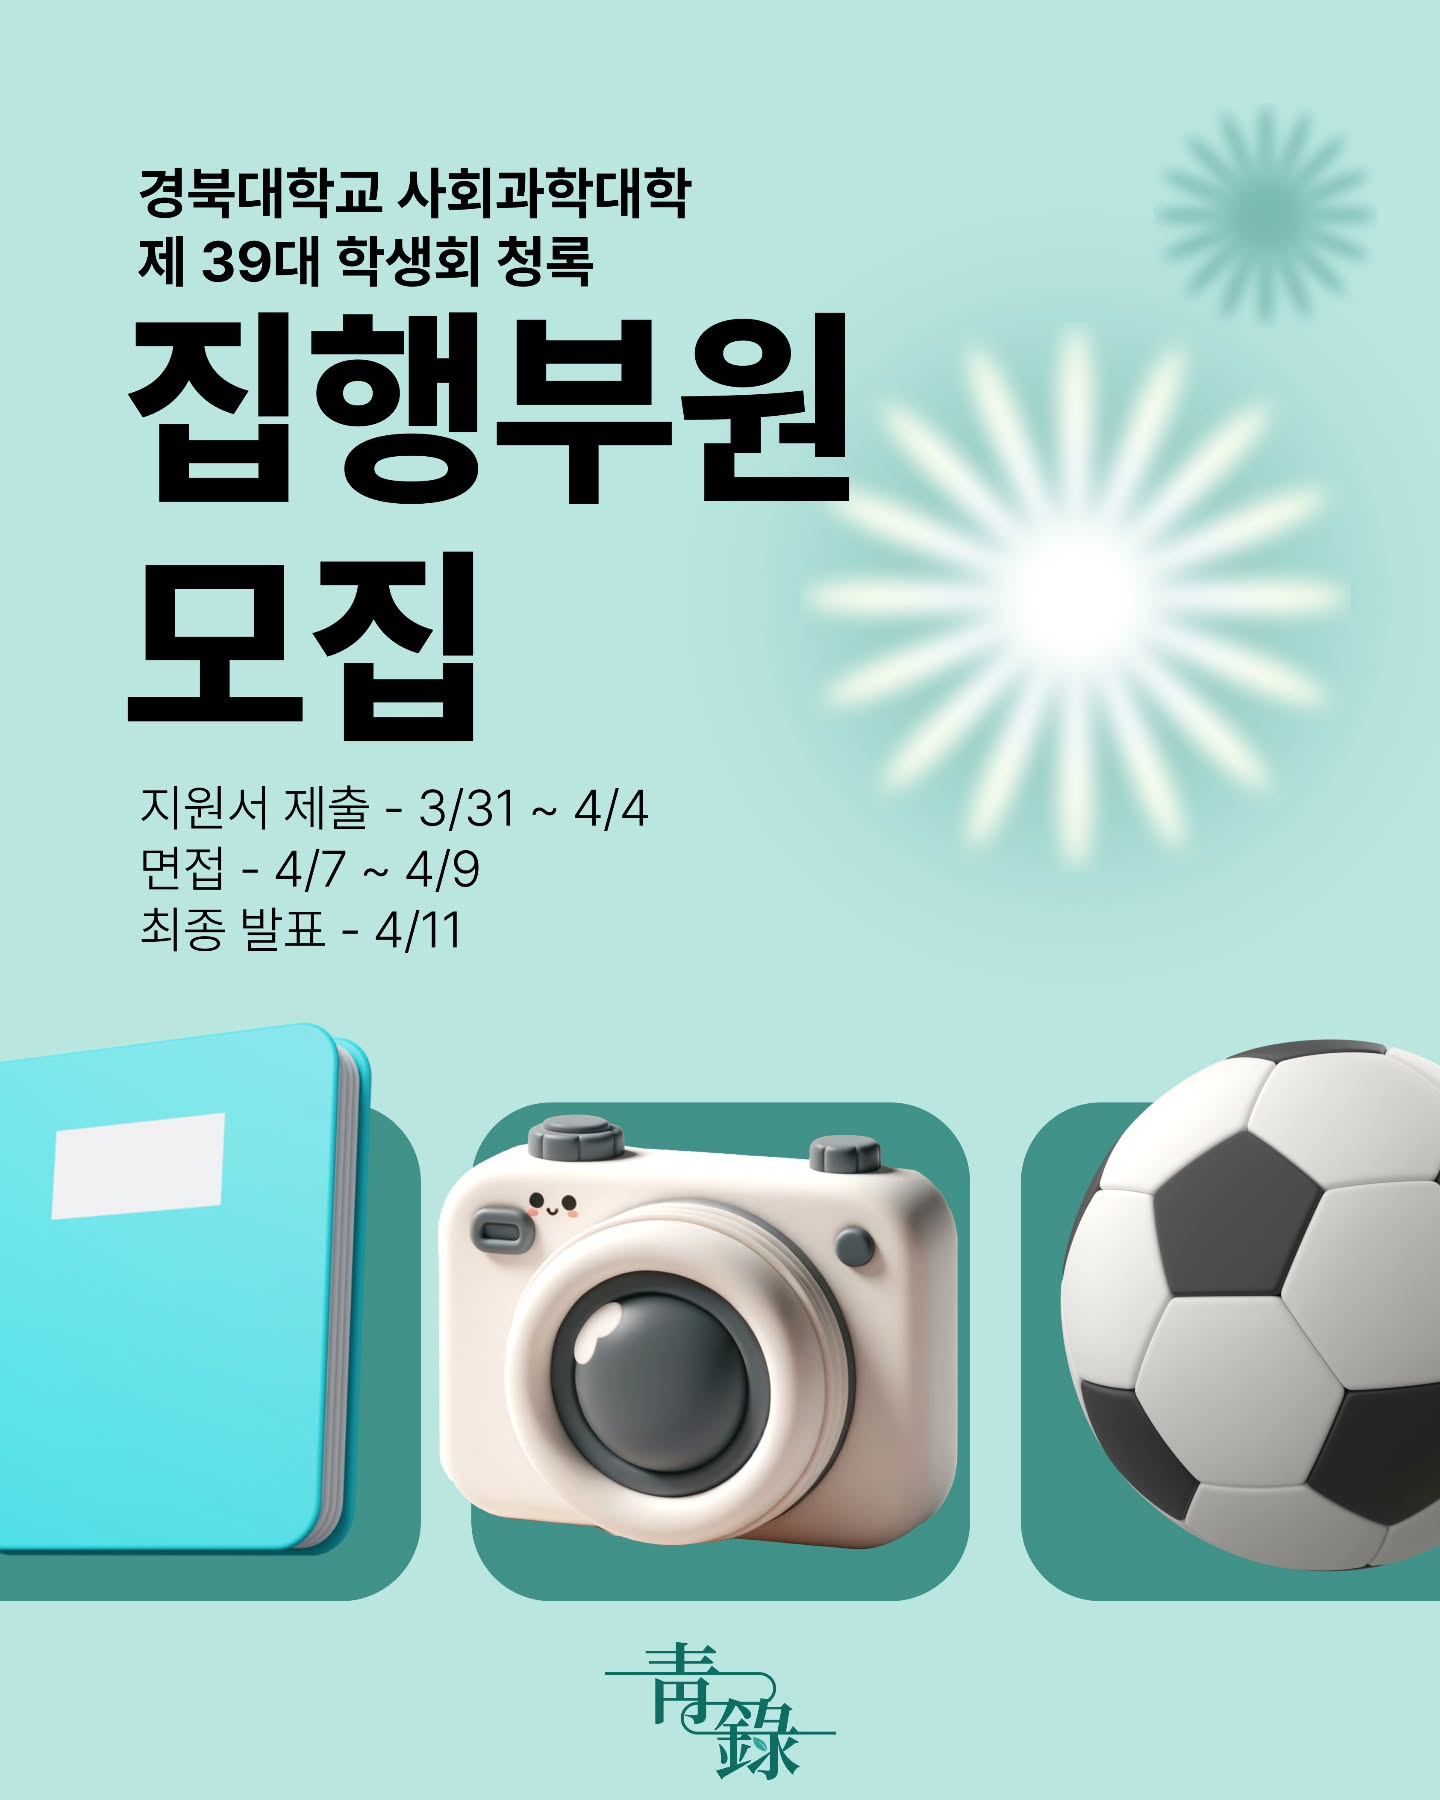 경북대학교 사회과학대학
제 39대 학생회 청록
집행부원
모집
지원서 제출 - 3/31 ~ 4/4
면접 - 4/7 ~ 4/9
최종 발표 - 4/11
靑
錄